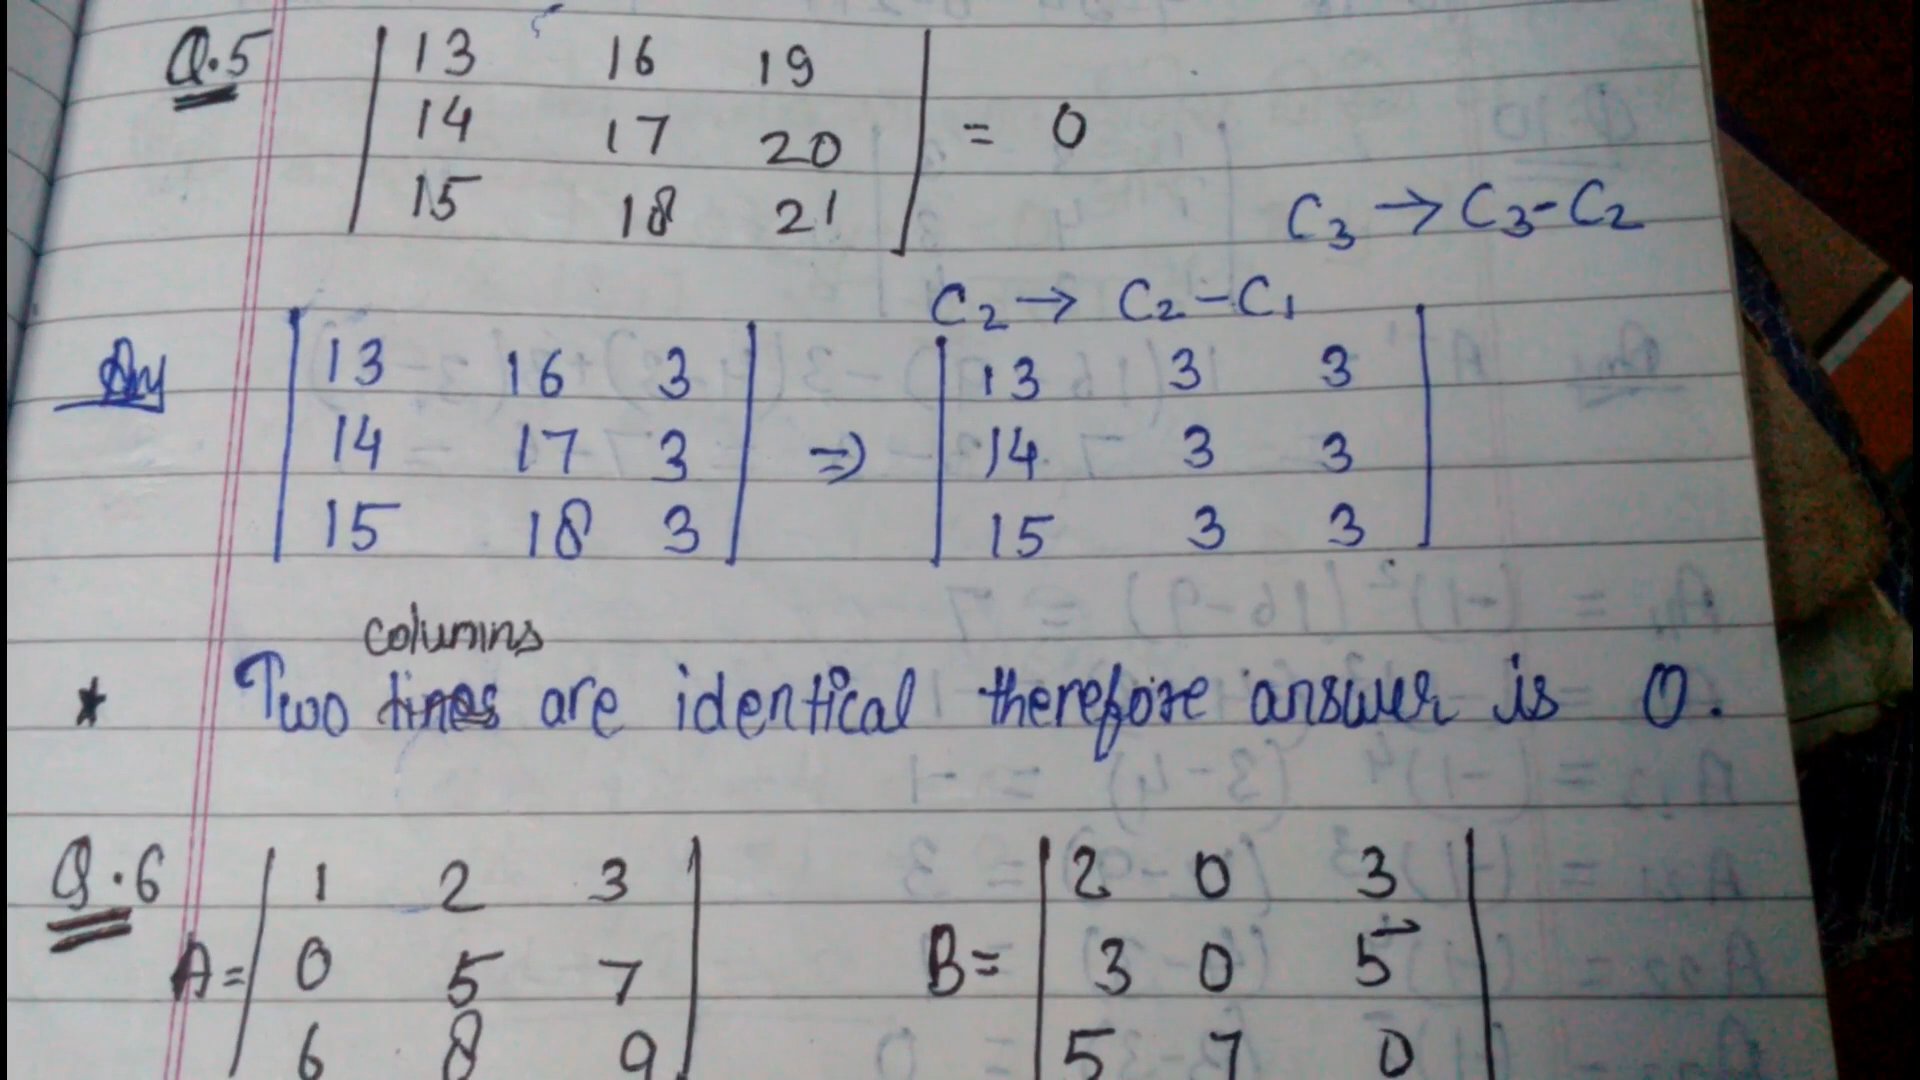 Q.5 | 13 16 19 |
| 14 17 20 | = 0
| 15 18 21 |
C3 → C3-C2
C2 → C2-C1
Ans | 13 16 3 | | 13 3 3 |
| 14 17 3 | ⇒ | 14 3 3 |
| 15 18 3 | | 15 3 3 |
columns
* Two lines are identical therefore answer is 0.
Q.6 | 1 2 3 | | 2 0 3 |
A= | 0 5 7 | B= | 3 0 5 |
| 6 8 9 | | 5 7 0 |